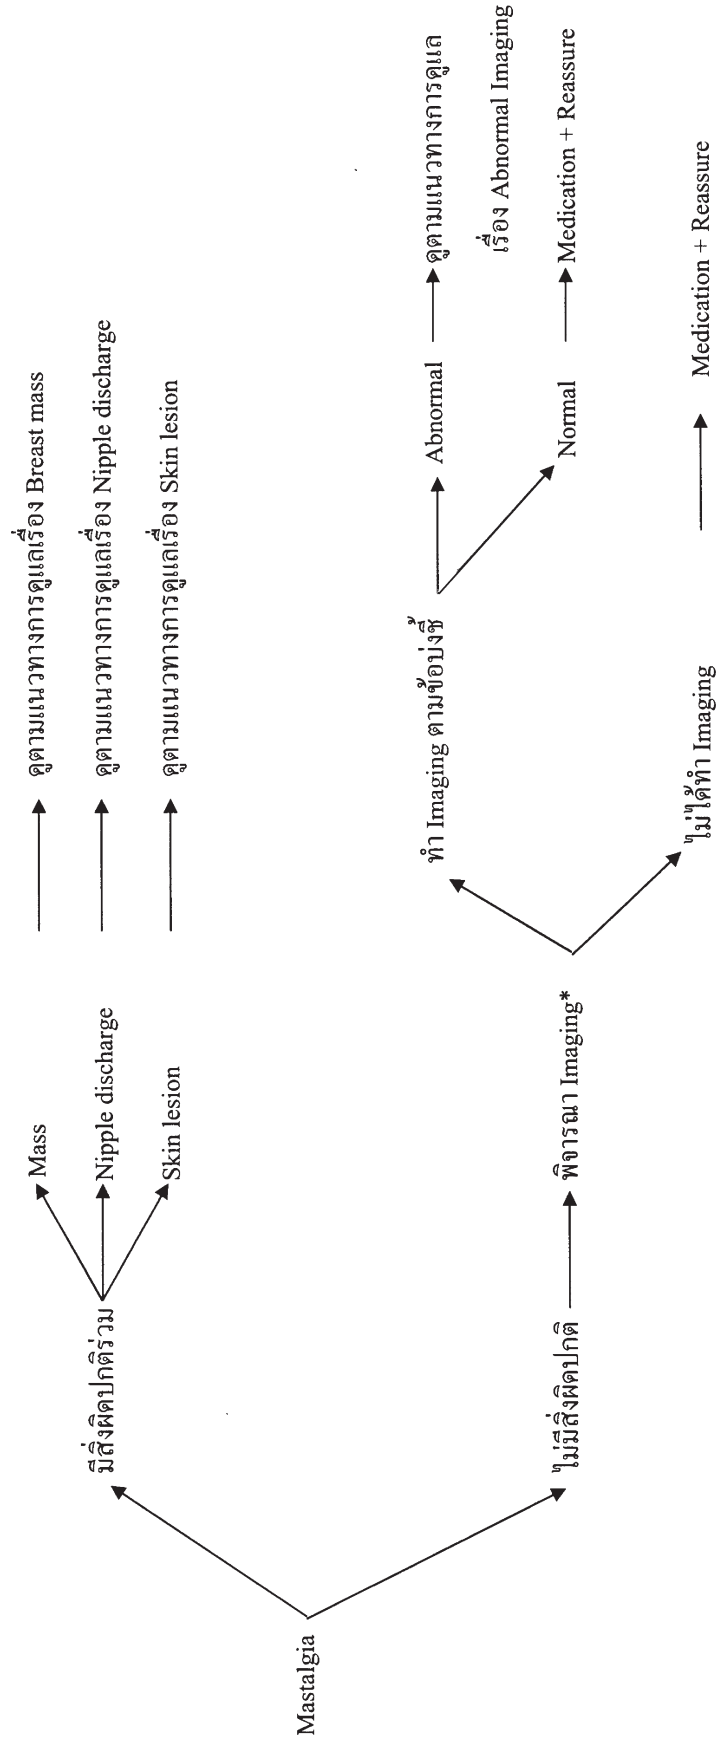 Mastalgia
มีสิ่งผิดปกติร่วม
Mass
ดูตามแนวทางการดูแลเรื่อง Breast mass
Nipple discharge
ดูตามแนวทางการดูแลเรื่อง Nipple discharge
Skin lesion
ดูตามแนวทางการดูแลเรื่อง Skin lesion
ไม่มีสิ่งผิดปกติ
พิจารณา Imaging*
ทำ Imaging ตามข้อบ่งชี้
Abnormal
ดูตามแนวทางการดูแล
เรื่อง Abnormal Imaging
Normal
Medication + Reassure
ไม่ได้ทำ Imaging
Medication + Reassure